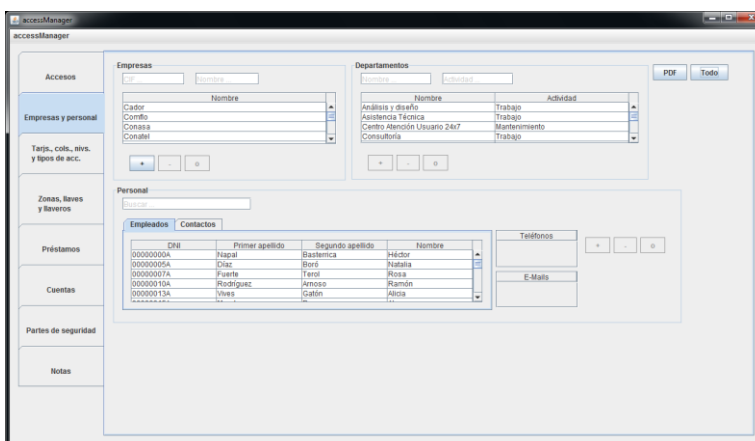 accessManager
accessManager
Accesos
Empresas y personal
Tarjs., cols., nivs.
y tipos de acc.
Zonas, llaves
y llaveros
Préstamos
Cuentas
Partes de seguridad
Notas
Empresas
CIF... Nombre...
Nombre
Cador
Comflo
Conasa
Conatel
+ - o
Departamentos
Nombre... Actividad...
Nombre Actividad
Análisis y diseño Trabajo
Asistencia Técnica Trabajo
Centro Atención Usuario 24x7 Mantenimiento
Consultoría Trabajo
+ - o
PDF Todo
Personal
Buscar...
Empleados Contactos
DNI Primer apellido Segundo apellido Nombre
00000000A Napal Basterrica Héctor
00000005A Díaz Boró Natalia
00000007A Fuerte Terol Rosa
00000010A Rodríguez Arnoso Ramón
00000013A Vives Gatón Alicia
Teléfonos
E-Mails
+ - o